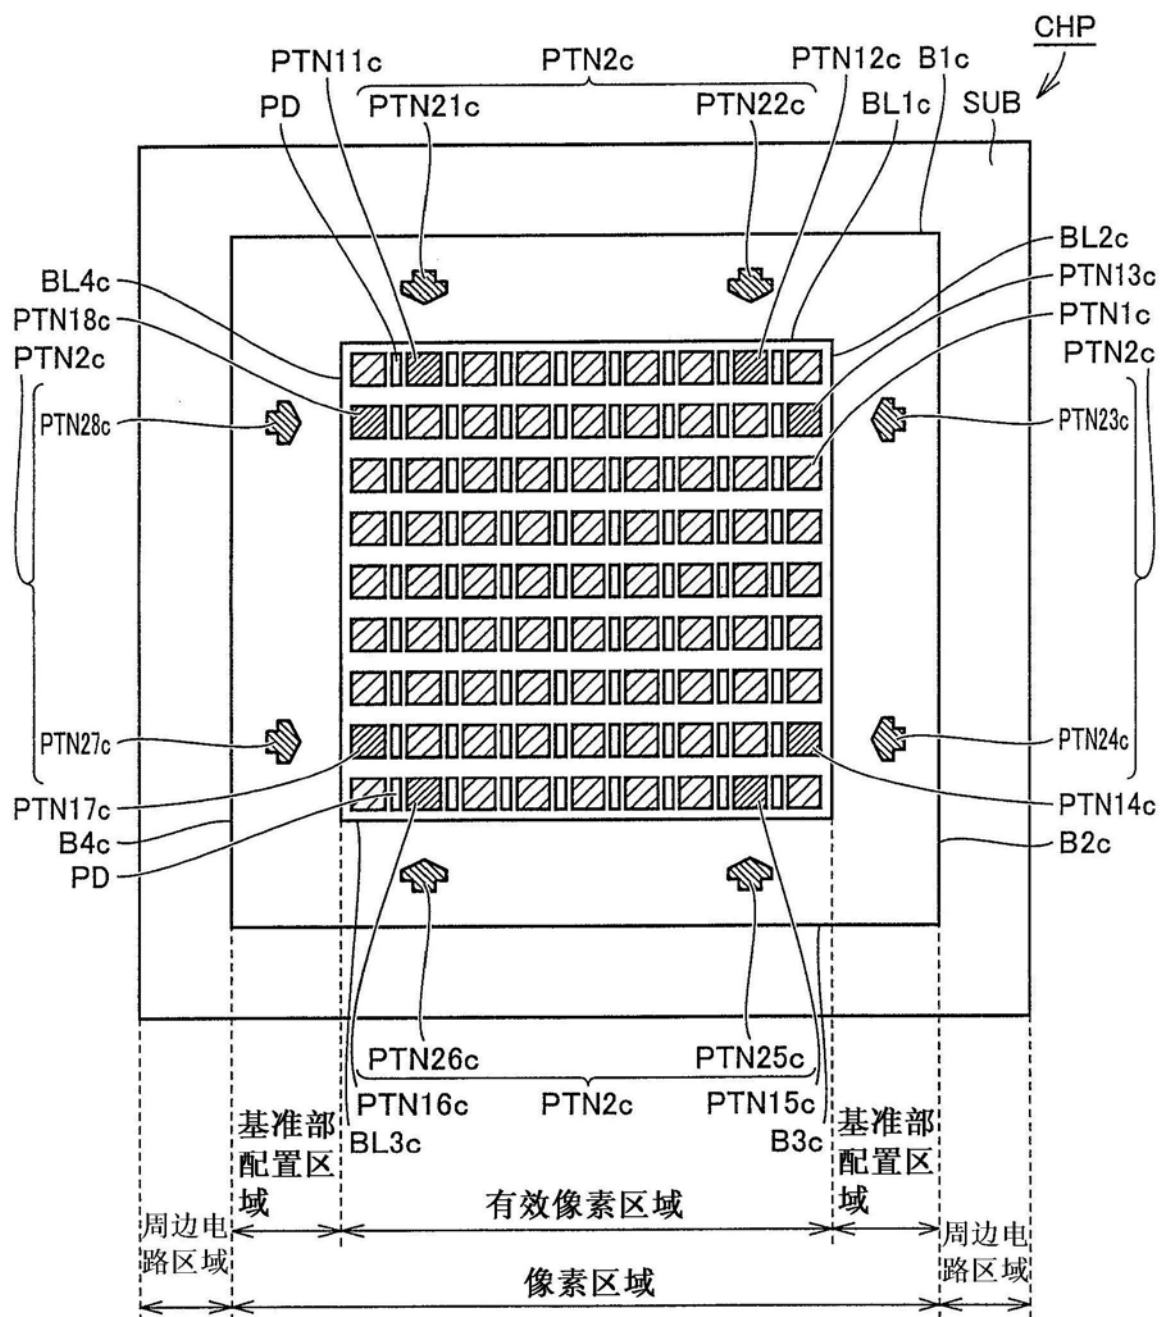 CHP
PTN11c PTN2c PTN12c B1c
PD PTN21c PTN22c BL1c SUB
BL2c
BL4c PTN13c
PTN18c PTN1c
PTN2c PTN2c
PTN28c PTN23c
PTN27c PTN24c
PTN17c PTN14c
B4c B2c
PD
PTN26c PTN25c
PTN16c PTN2c PTN15c
BL3c B3c
基准部
配置区
域
基准部
配置区
域
有效像素区域
周边电
路区域
周边电
路区域
像素区域